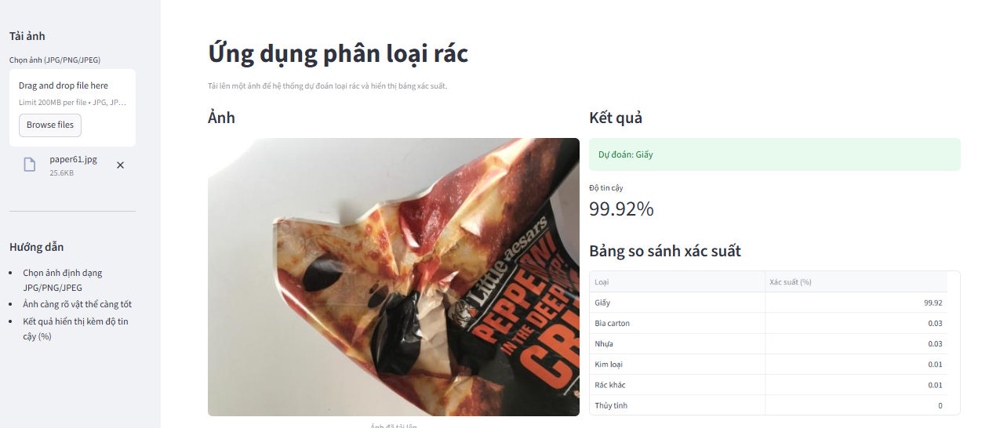 Tải ảnh
Chọn ảnh (JPG/PNG/JPEG)
Drag and drop file here
Limit 200MB per file • JPG, JP…
Browse files
paper61.jpg
25.6KB
Hướng dẫn
Chọn ảnh định dạng
JPG/PNG/JPEG
Ảnh càng rõ vật thể càng tốt
Kết quả hiển thị kèm độ tin
cậy (%)
Ứng dụng phân loại rác
Tải lên một ảnh để hệ thống dự đoán loại rác và hiển thị bảng xác suất.
Ảnh
Little Caesars
IN THE DEEP
Ảnh đã tải lên
Kết quả
Dự đoán: Giấy
Độ tin cậy
99.92%
Bảng so sánh xác suất
Loại Xác suất (%)
Giấy 99.92
Bìa carton 0.03
Nhựa 0.03
Kim loại 0.01
Rác khác 0.01
Thủy tinh 0